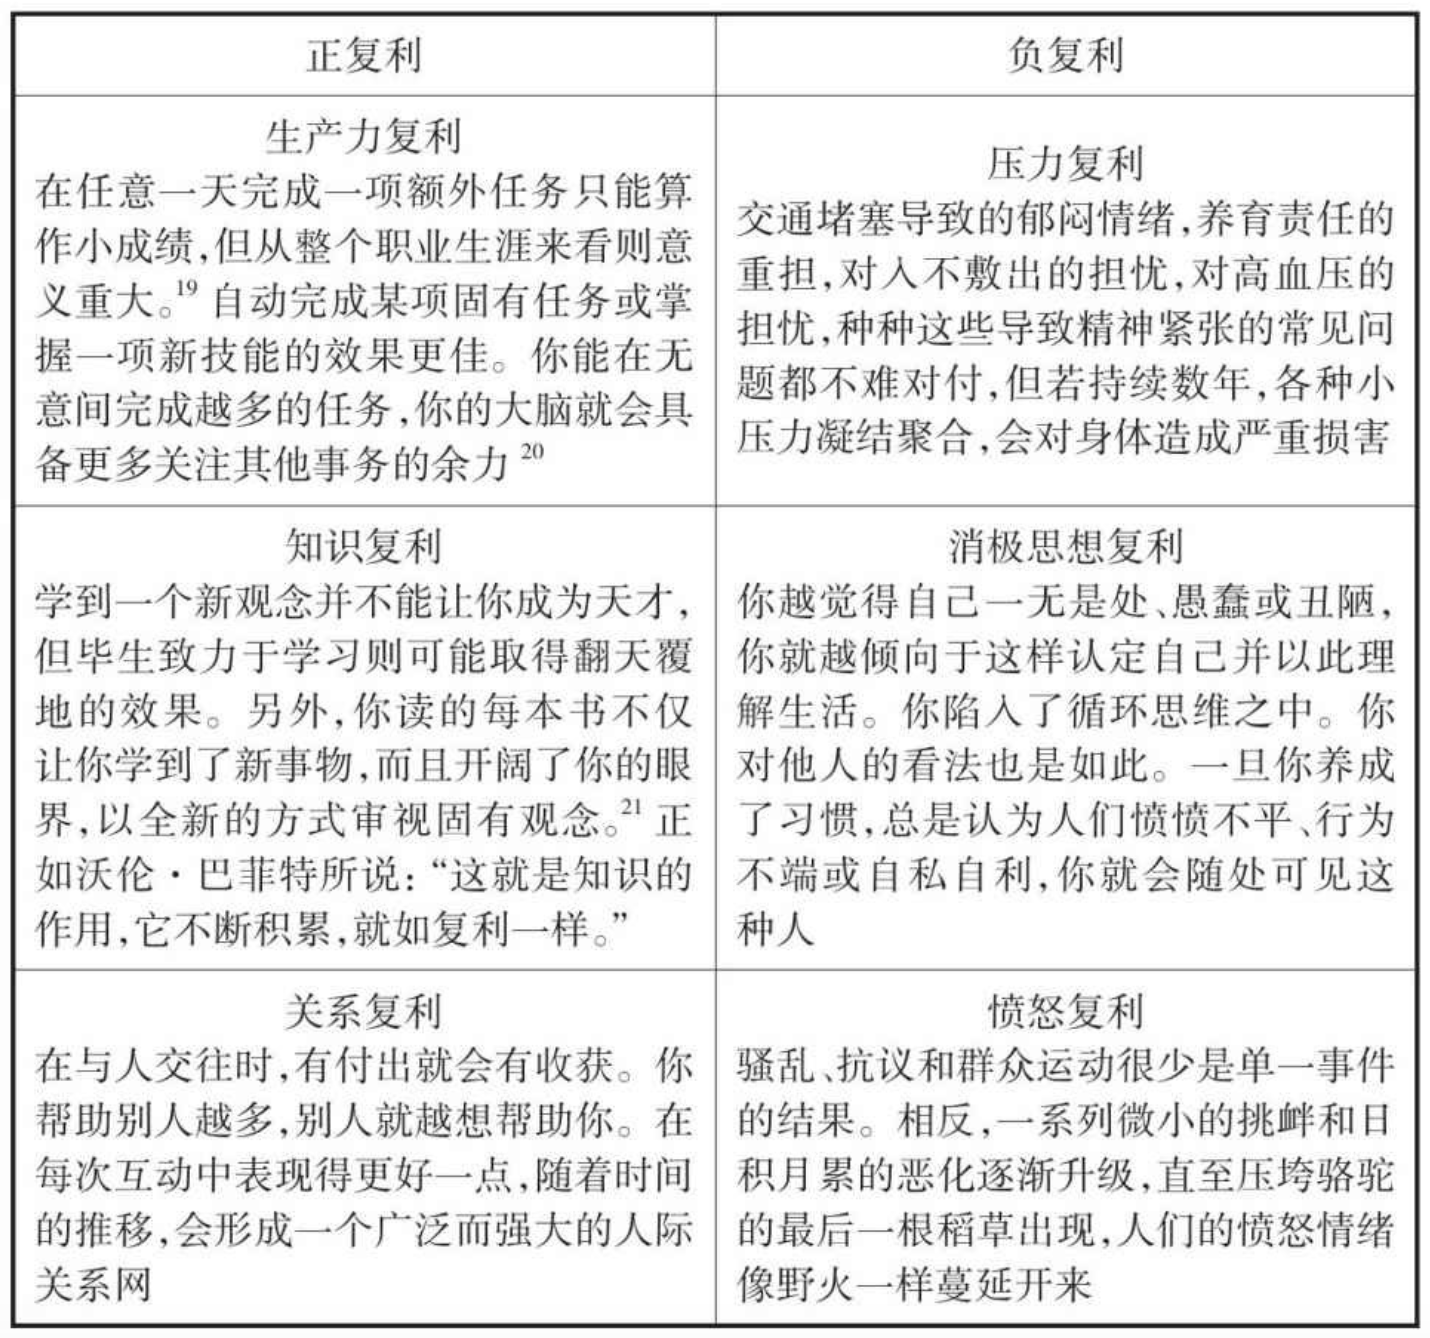 正复利
负复利
生产力复利
在任意一天完成一项额外任务只能算
作小成绩,但从整个职业生涯来看则意
义重大。19 自动完成某项固有任务或掌
握一项新技能的效果更佳。你能在无
意间完成越多的任务,你的大脑就会具
备更多关注其他事务的余力 20
压力复利
交通堵塞导致的郁闷情绪,养育责任的
重担,对入不敷出的担忧,对高血压的
担忧,种种这些导致精神紧张的常见问
题都不难对付,但若持续数年,各种小
压力凝结聚合,会对身体造成严重损害
知识复利
学到一个新观念并不能让你成为天才,
但毕生致力于学习则可能取得翻天覆
地的效果。另外,你读的每本书不仅
让你学到了新事物,而且开阔了你的眼
界,以全新的方式审视固有观念。21 正
如沃伦·巴菲特所说:“这就是知识的
作用,它不断积累,就如复利一样。”
消极思想复利
你越觉得自己一无是处、愚蠢或丑陋,
你就越倾向于这样认定自己并以此理
解生活。你陷入了循环思维之中。你
对他人的看法也是如此。一旦你养成
了习惯,总是认为人们愤愤不平、行为
不端或自私自利,你就会随处可见这
种人
关系复利
在与人交往时,有付出就会有收获。你
帮助别人越多,别人就越想帮助你。在
每次互动中表现得更好一点,随着时间
的推移,会形成一个广泛而强大的人际
关系网
愤怒复利
骚乱、抗议和群众运动很少是单一事件
的结果。相反,一系列微小的挑衅和日
积月累的恶化逐渐升级,直至压垮骆驼
的最后一根稻草出现,人们的愤怒情绪
像野火一样蔓延开来